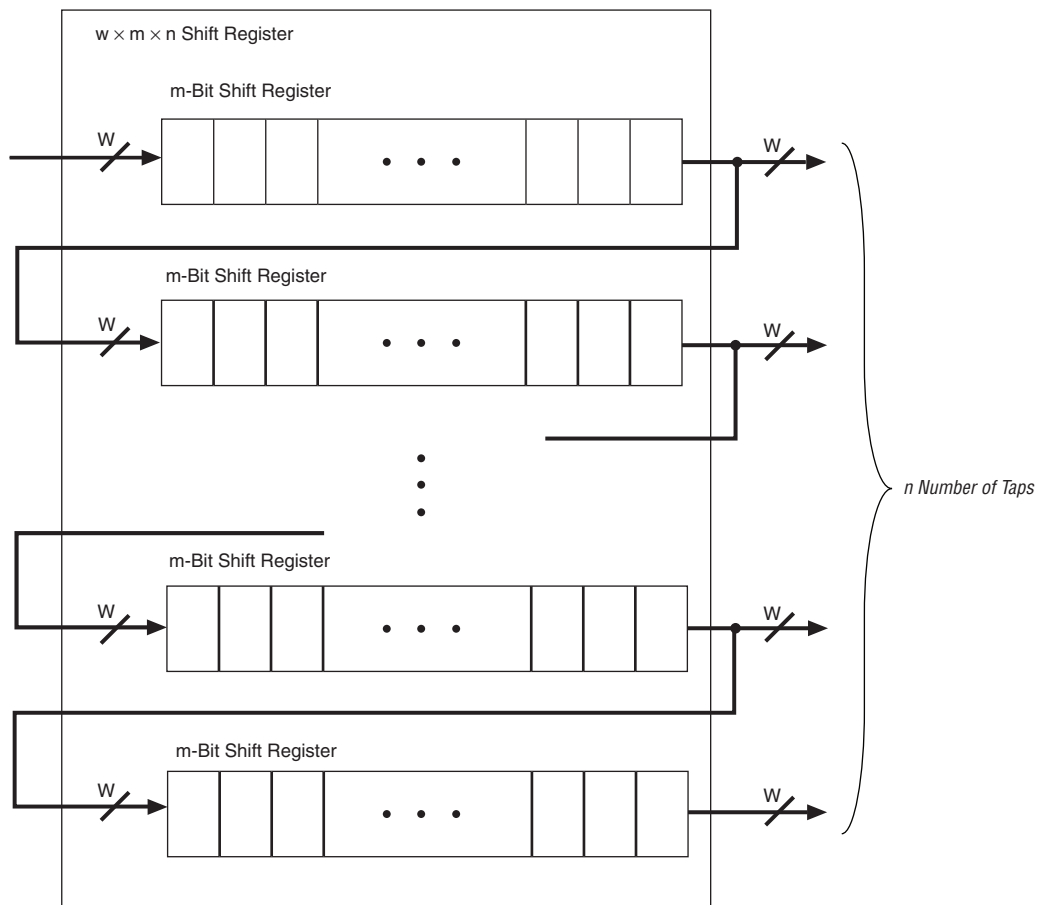 w × m × n Shift Register
m-Bit Shift Register
W
W
m-Bit Shift Register
W
W
n Number of Taps
m-Bit Shift Register
W
W
m-Bit Shift Register
W
W